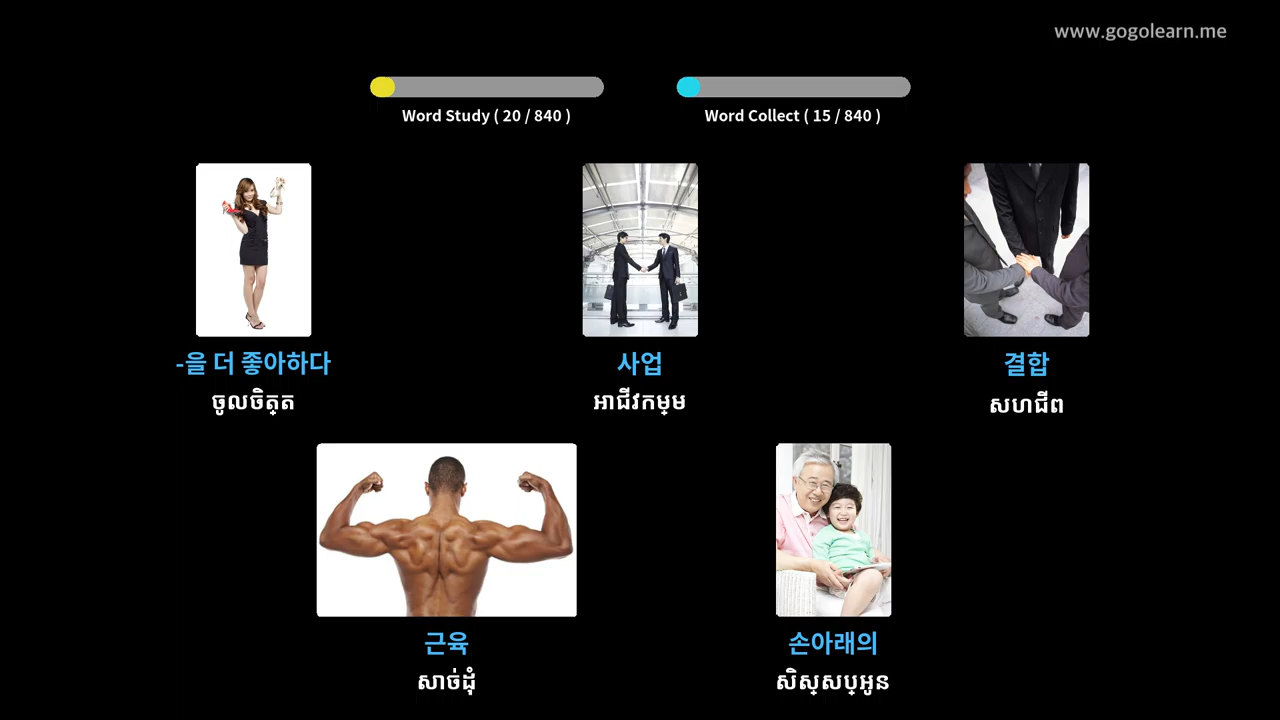 www.gogolearn.me
Word Study ( 20 / 840 )
Word Collect ( 15 / 840 )
-을 더 좋아하다
ចូលចិត្ត
사업
អាជីវកម្ម
결합
សហជីព
근육
សាច់ដុំ
손아래의
សិស្សប្អូន